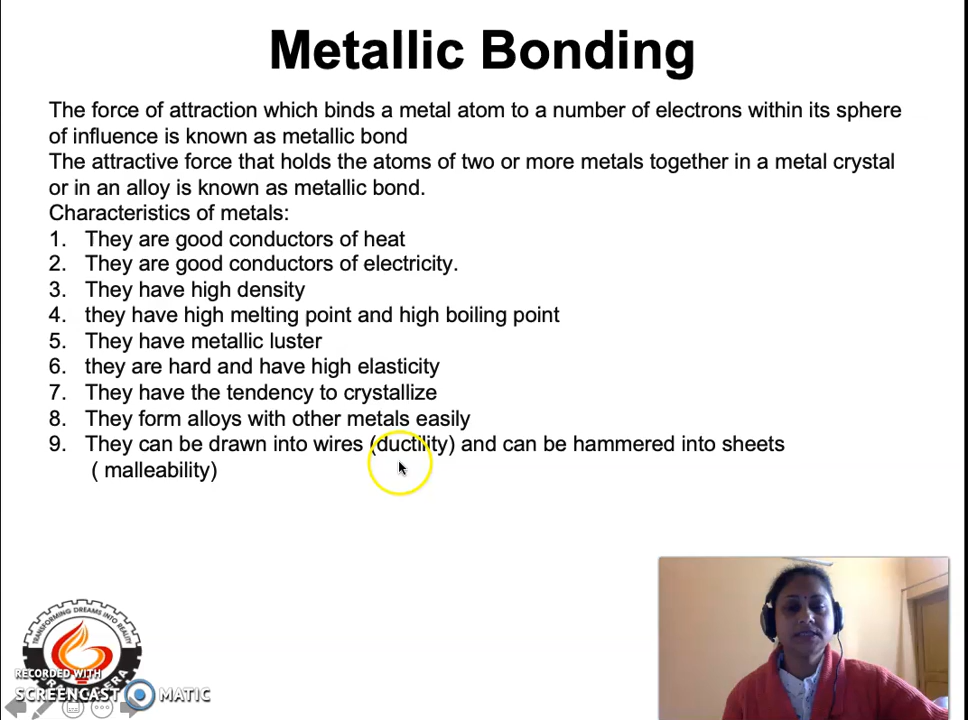 Metallic Bonding
The force of attraction which binds a metal atom to a number of electrons within its sphere
of influence is known as metallic bond
The attractive force that holds the atoms of two or more metals together in a metal crystal
or in an alloy is known as metallic bond.
Characteristics of metals:
1. They are good conductors of heat
2. They are good conductors of electricity.
3. They have high density
4. they have high melting point and high boiling point
5. They have metallic luster
6. they are hard and have high elasticity
7. They have the tendency to crystallize
8. They form alloys with other metals easily
9. They can be drawn into wires (ductility) and can be hammered into sheets
( malleability)
TRANSFORMING DREAMS INTO REALITY
RECORDED WITH
SCREENCAST MATIC